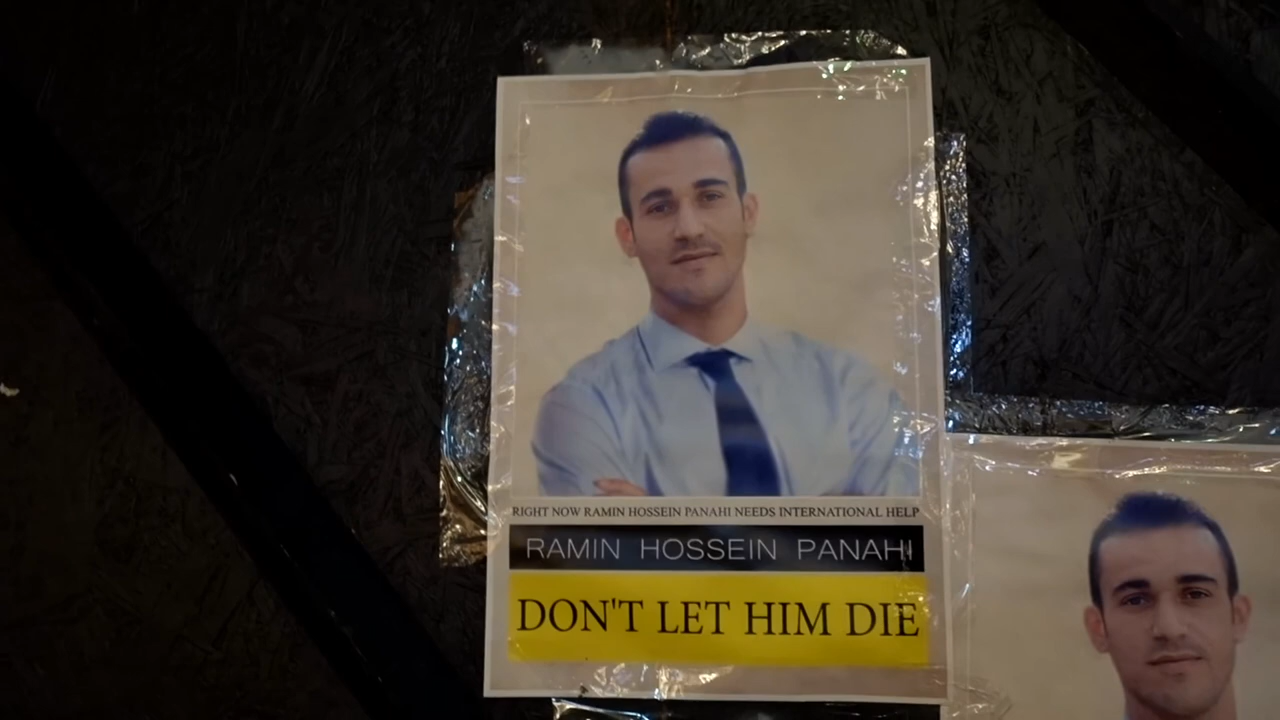 RIGHT NOW RAMIN HOSSEIN PANAHI NEEDS INTERNATIONAL HELP
RAMIN HOSSEIN PANAHI
DON'T LET HIM DIE